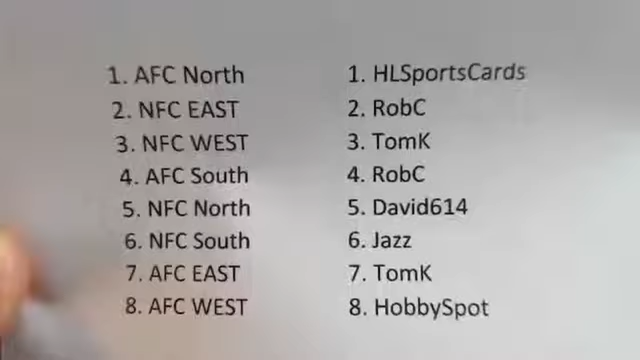 1. AFC North 1. HLSportsCards
2. NFC EAST 2. RobC
3. NFC WEST 3. TomK
4. AFC South 4. RobC
5. NFC North 5. David614
6. NFC South 6. Jazz
7. AFC EAST 7. TomK
8. AFC WEST 8. HobbySpot